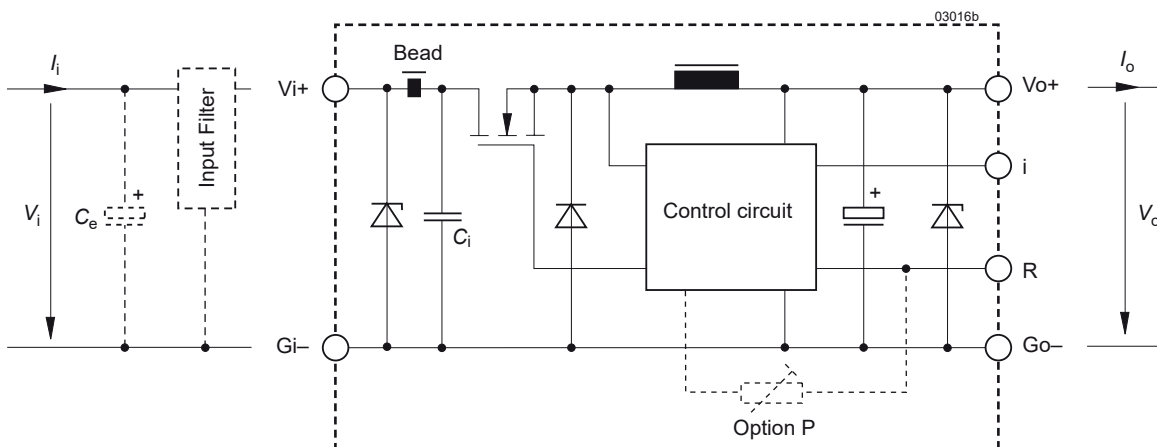 03016b
Bead
Ii
Io
Vi+
Vo+
Input Filter
i
Control circuit
+
+
Vi
Ce
Ci
Vo
R
Gi–
Go–
Option P